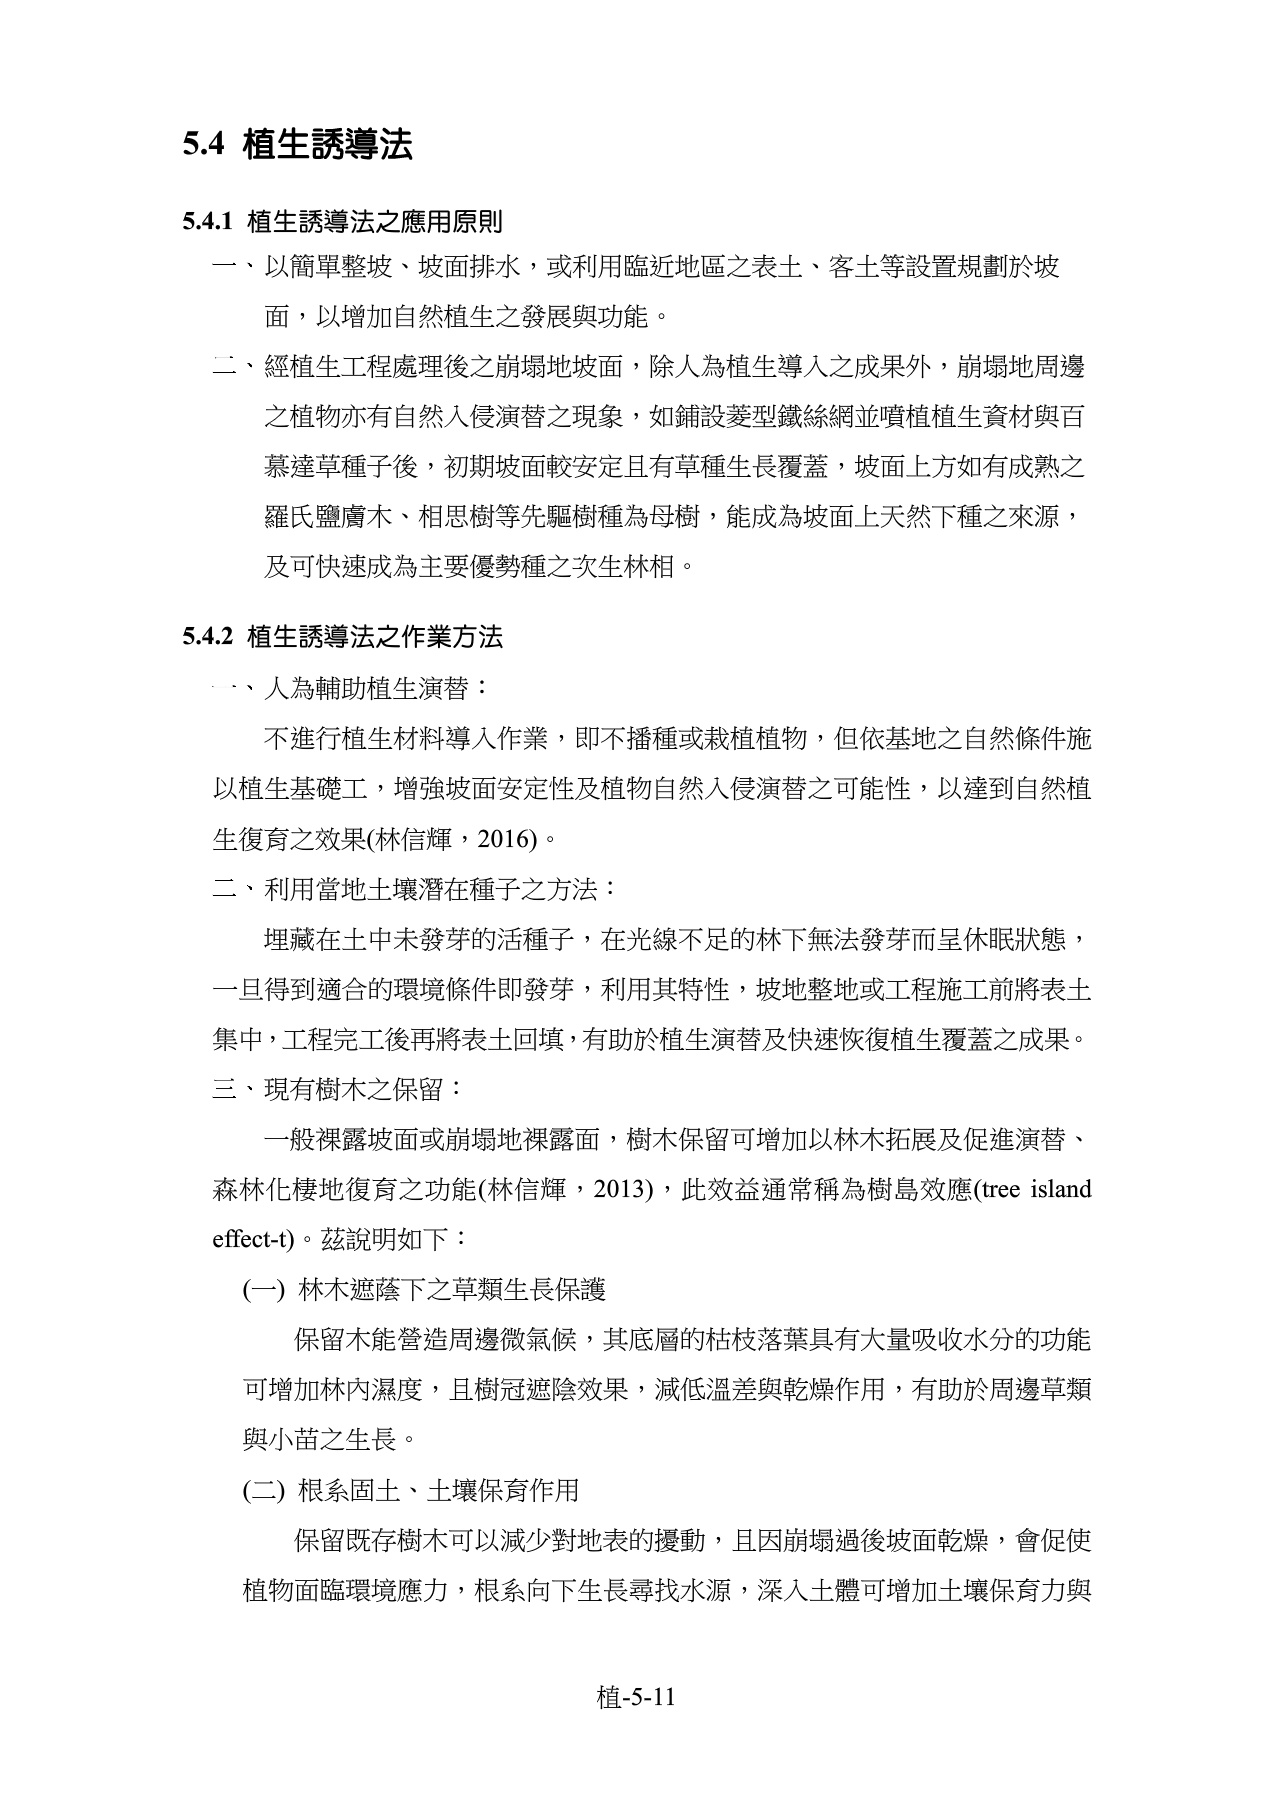 5.4 植生誘導法
5.4.1 植生誘導法之應用原則
一、以簡單整坡、坡面排水，或利用臨近地區之表土、客土等設置規劃於坡
面，以增加自然植生之發展與功能。
二、經植生工程處理後之崩塌地坡面，除人為植生導入之成果外，崩塌地周邊
之植物亦有自然入侵演替之現象，如鋪設菱型鐵絲網並噴植植生資材與百
慕達草種子後，初期坡面較安定且有草種生長覆蓋，坡面上方如有成熟之
羅氏鹽膚木、相思樹等先驅樹種為母樹，能成為坡面上天然下種之來源，
及可快速成為主要優勢種之次生林相。
5.4.2 植生誘導法之作業方法
一、人為輔助植生演替：
不進行植生材料導入作業，即不播種或栽植植物，但依基地之自然條件施
以植生基礎工，增強坡面安定性及植物自然入侵演替之可能性，以達到自然植
生復育之效果(林信輝，2016)。
二、利用當地土壤潛在種子之方法：
埋藏在土中未發芽的活種子，在光線不足的林下無法發芽而呈休眠狀態，
一旦得到適合的環境條件即發芽，利用其特性，坡地整地或工程施工前將表土
集中，工程完工後再將表土回填，有助於植生演替及快速恢復植生覆蓋之成果。
三、現有樹木之保留：
一般裸露坡面或崩塌地裸露面，樹木保留可增加以林木拓展及促進演替、
森林化棲地復育之功能(林信輝，2013)，此效益通常稱為樹島效應(tree island
effect-t)。茲說明如下：
(一) 林木遮蔭下之草類生長保護
保留木能營造周邊微氣候，其底層的枯枝落葉具有大量吸收水分的功能
可增加林內濕度，且樹冠遮陰效果，減低溫差與乾燥作用，有助於周邊草類
與小苗之生長。
(二) 根系固土、土壤保育作用
保留既存樹木可以減少對地表的擾動，且因崩塌過後坡面乾燥，會促使
植物面臨環境應力，根系向下生長尋找水源，深入土體可增加土壤保育力與
植-5-11